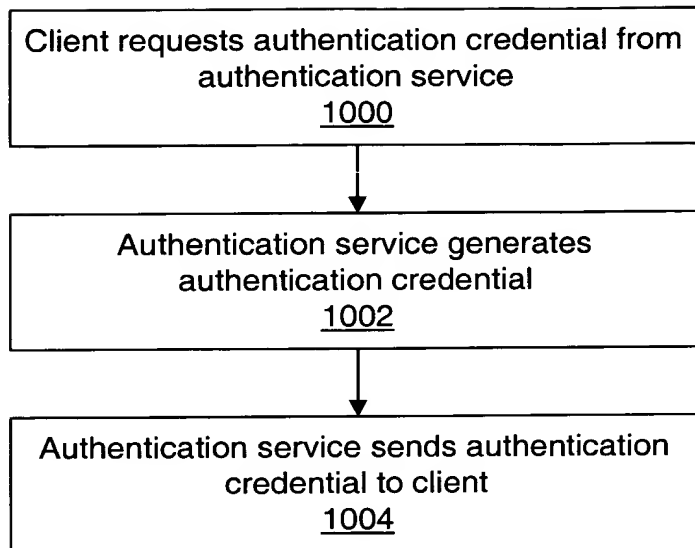 Client requests authentication credential from
authentication service
1000
Authentication service generates
authentication credential
1002
Authentication service sends authentication
credential to client
1004